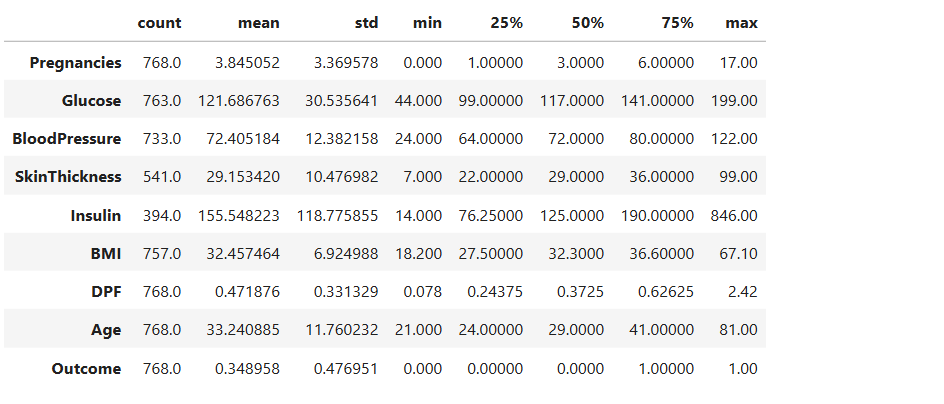 count mean std min 25% 50% 75% max
Pregnancies 768.0 3.845052 3.369578 0.000 1.00000 3.0000 6.00000 17.00
Glucose 763.0 121.686763 30.535641 44.000 99.00000 117.0000 141.00000 199.00
BloodPressure 733.0 72.405184 12.382158 24.000 64.00000 72.0000 80.00000 122.00
SkinThickness 541.0 29.153420 10.476982 7.000 22.00000 29.0000 36.00000 99.00
Insulin 394.0 155.548223 118.775855 14.000 76.25000 125.0000 190.00000 846.00
BMI 757.0 32.457464 6.924988 18.200 27.50000 32.3000 36.60000 67.10
DPF 768.0 0.471876 0.331329 0.078 0.24375 0.3725 0.62625 2.42
Age 768.0 33.240885 11.760232 21.000 24.00000 29.0000 41.00000 81.00
Outcome 768.0 0.348958 0.476951 0.000 0.00000 0.0000 1.00000 1.00